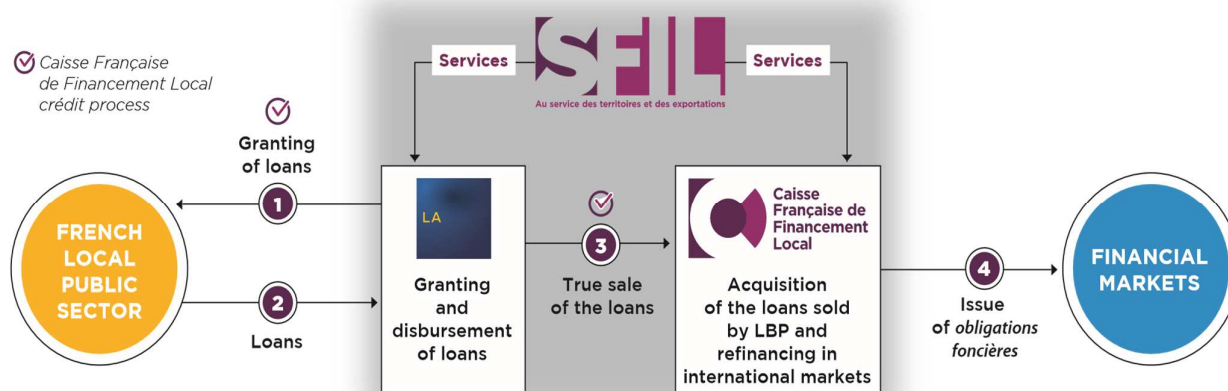 Caisse Française
de Financement Local
crédit process
SFIL
Au service des territoires et des exportations
Services
Services
Granting
of loans
1
FRENCH
LOCAL
PUBLIC
SECTOR
2
Loans
LA
Granting
and
disbursement
of loans
3
True sale
of the loans
Caisse
Française de
Financement
Local
Acquisition
of the loans sold
by LBP and
refinancing in
international markets
4
Issue
of obligations
foncières
FINANCIAL
MARKETS